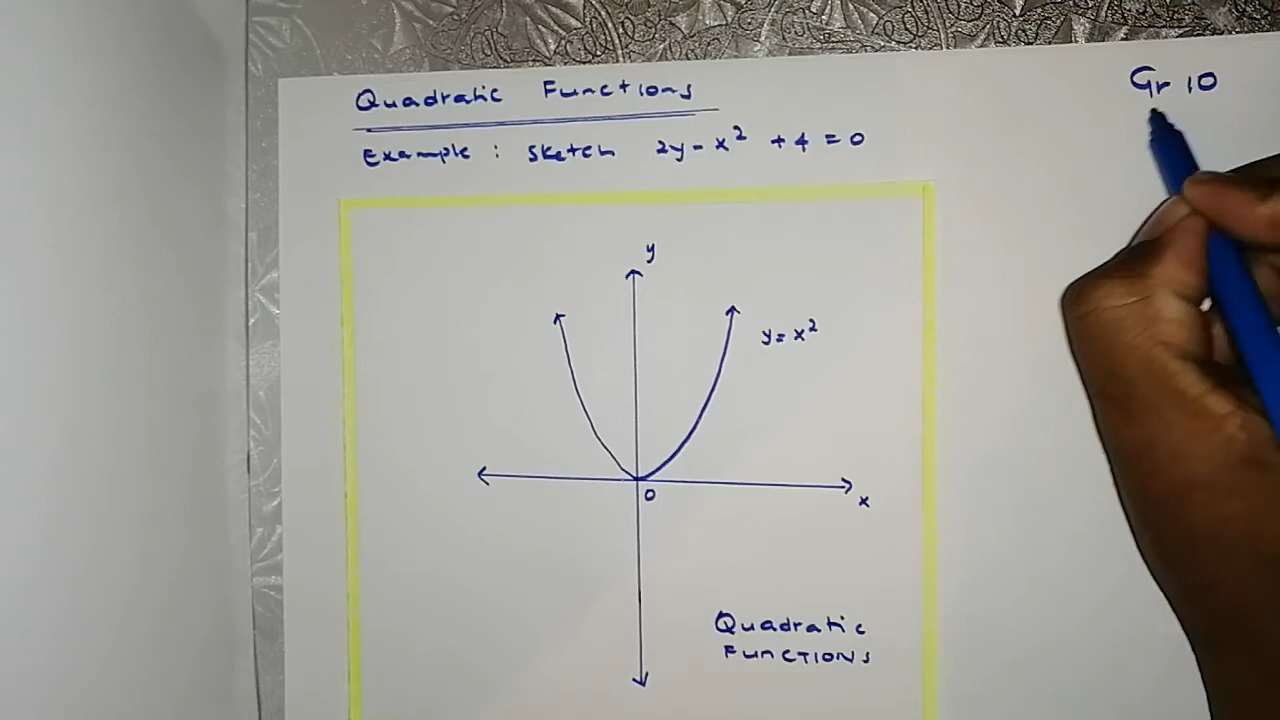 Quadratic Functions
Gr 10
Example : Sketch 2y - x² + 4 = 0
y
y = x²
0
x
Quadratic
FUNCTIONS